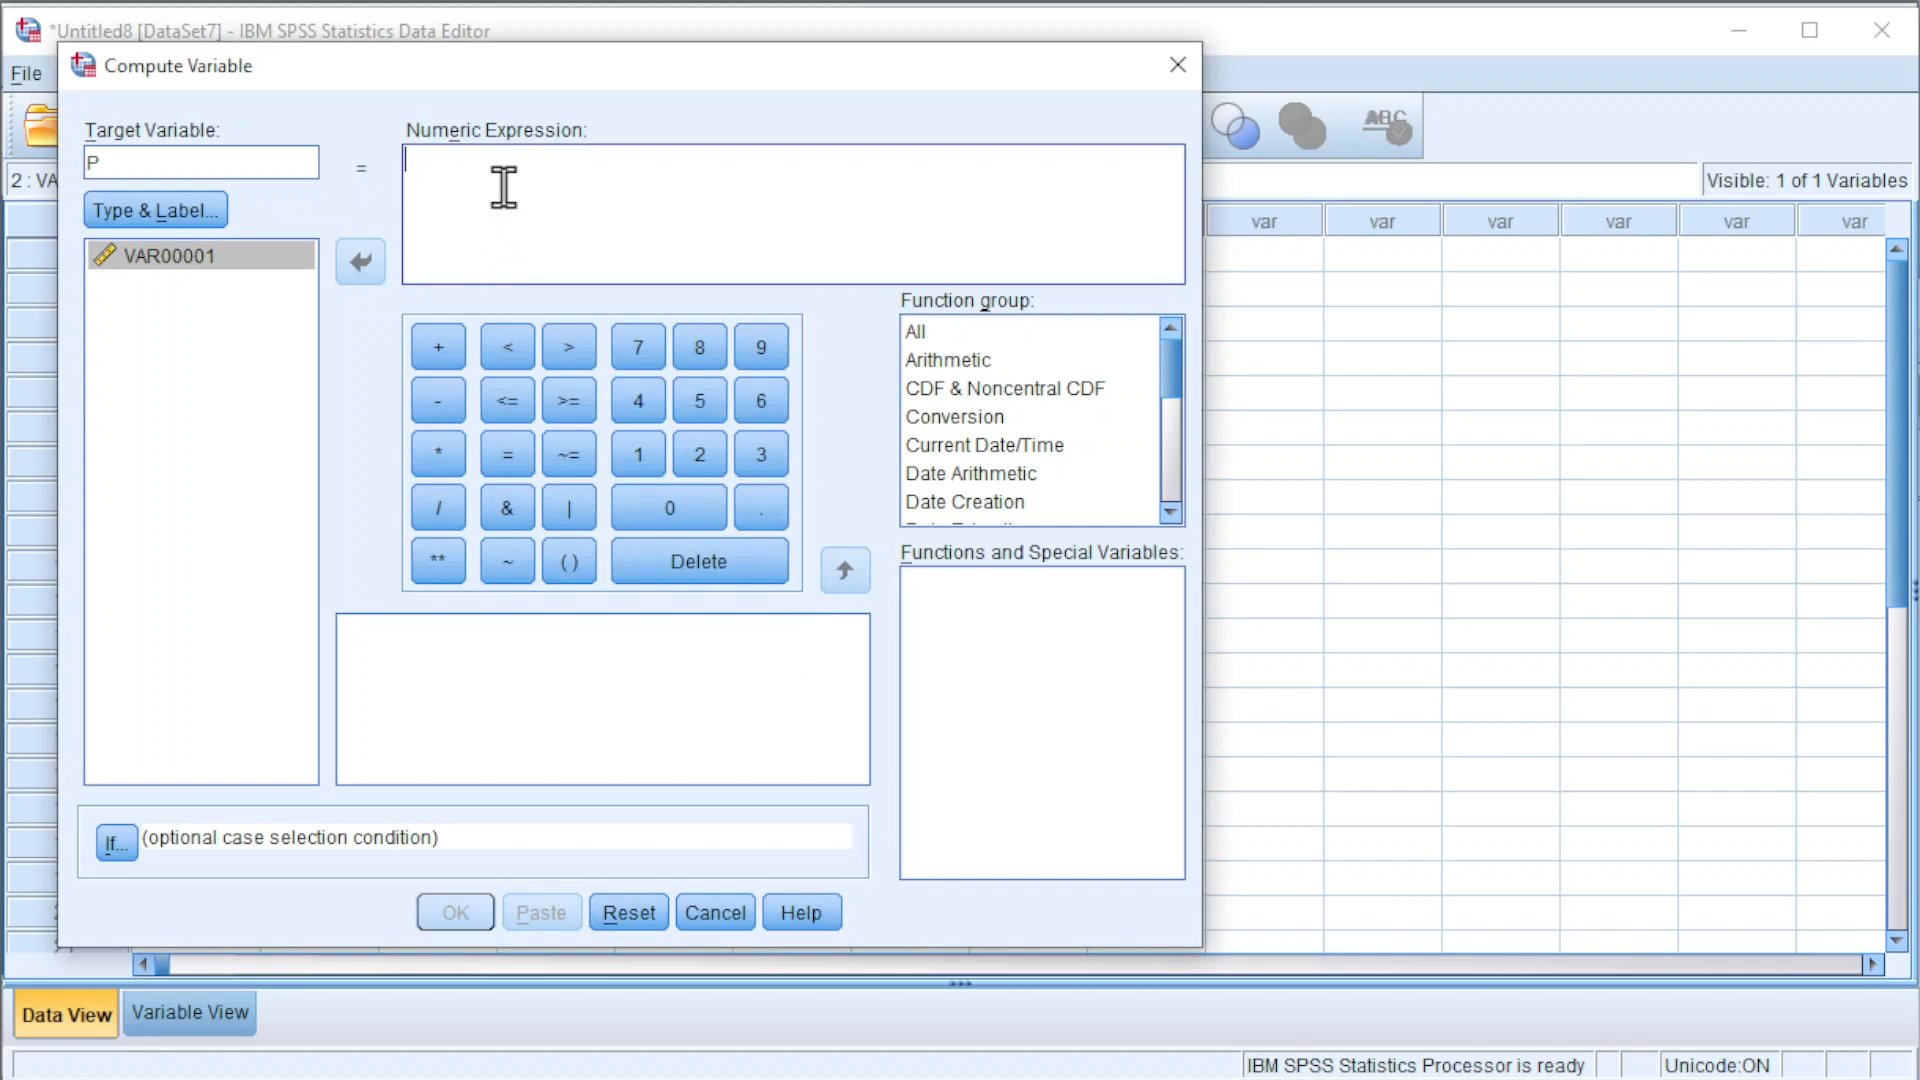 *Untitled8 [DataSet7] - IBM SPSS Statistics Data Editor
File
Compute Variable
Target Variable:
P
=
Numeric Expression:
Type & Label...
VAR00001
2 : VA
Visible: 1 of 1 Variables
var var var var var var
ABC
Function group:
All
Arithmetic
CDF & Noncentral CDF
Conversion
Current Date/Time
Date Arithmetic
Date Creation
+ < > 7 8 9
- <= >= 4 5 6
* = ~= 1 2 3
/ & | 0 .
** ~ ( ) Delete
Functions and Special Variables:
If... (optional case selection condition)
OK Paste Reset Cancel Help
Data View Variable View
IBM SPSS Statistics Processor is ready Unicode:ON